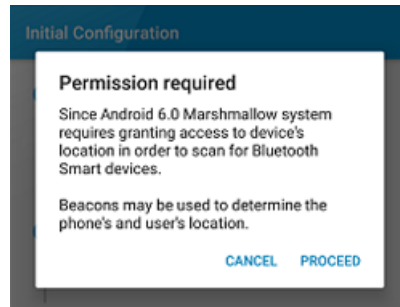 Initial Configuration
Permission required
Since Android 6.0 Marshmallow system
requires granting access to device's
location in order to scan for Bluetooth
Smart devices.
Beacons may be used to determine the
phone's and user's location.
CANCEL PROCEED